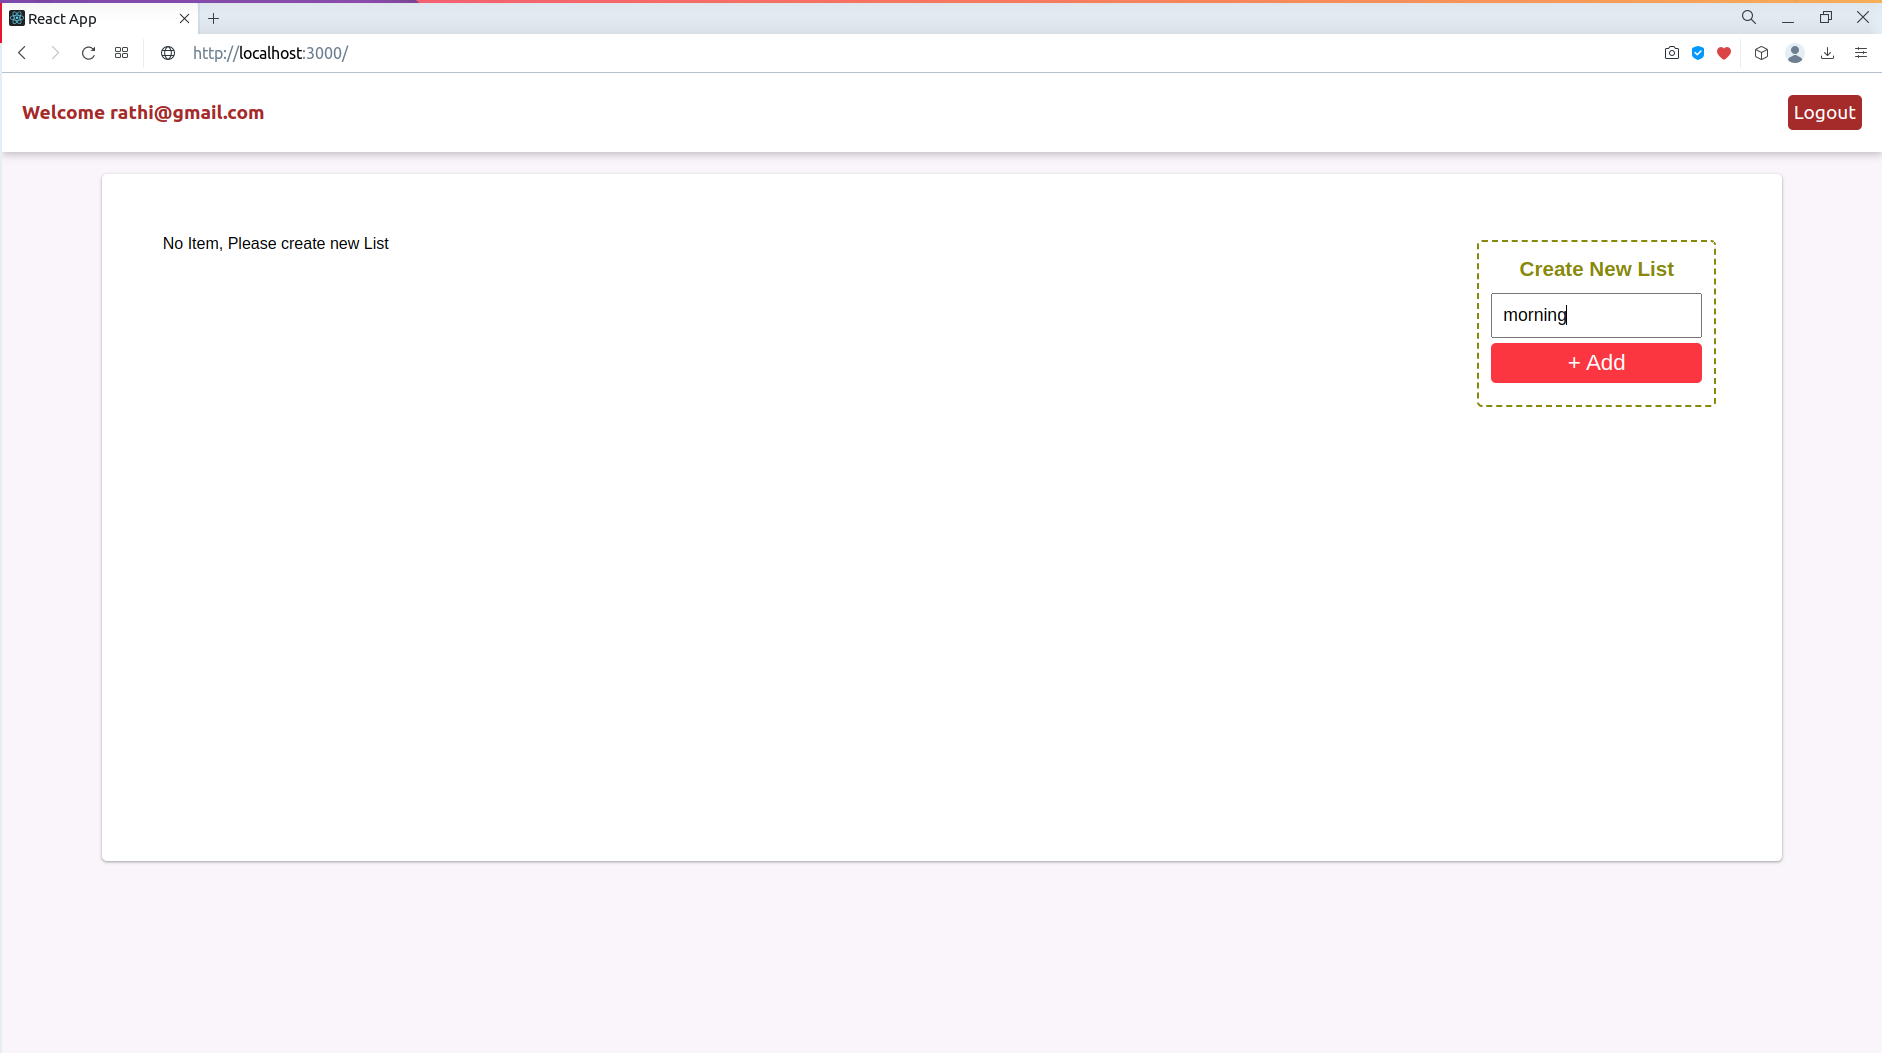 React App
http://localhost:3000/
Welcome rathi@gmail.com
Logout
No Item, Please create new List
Create New List
morning
+ Add